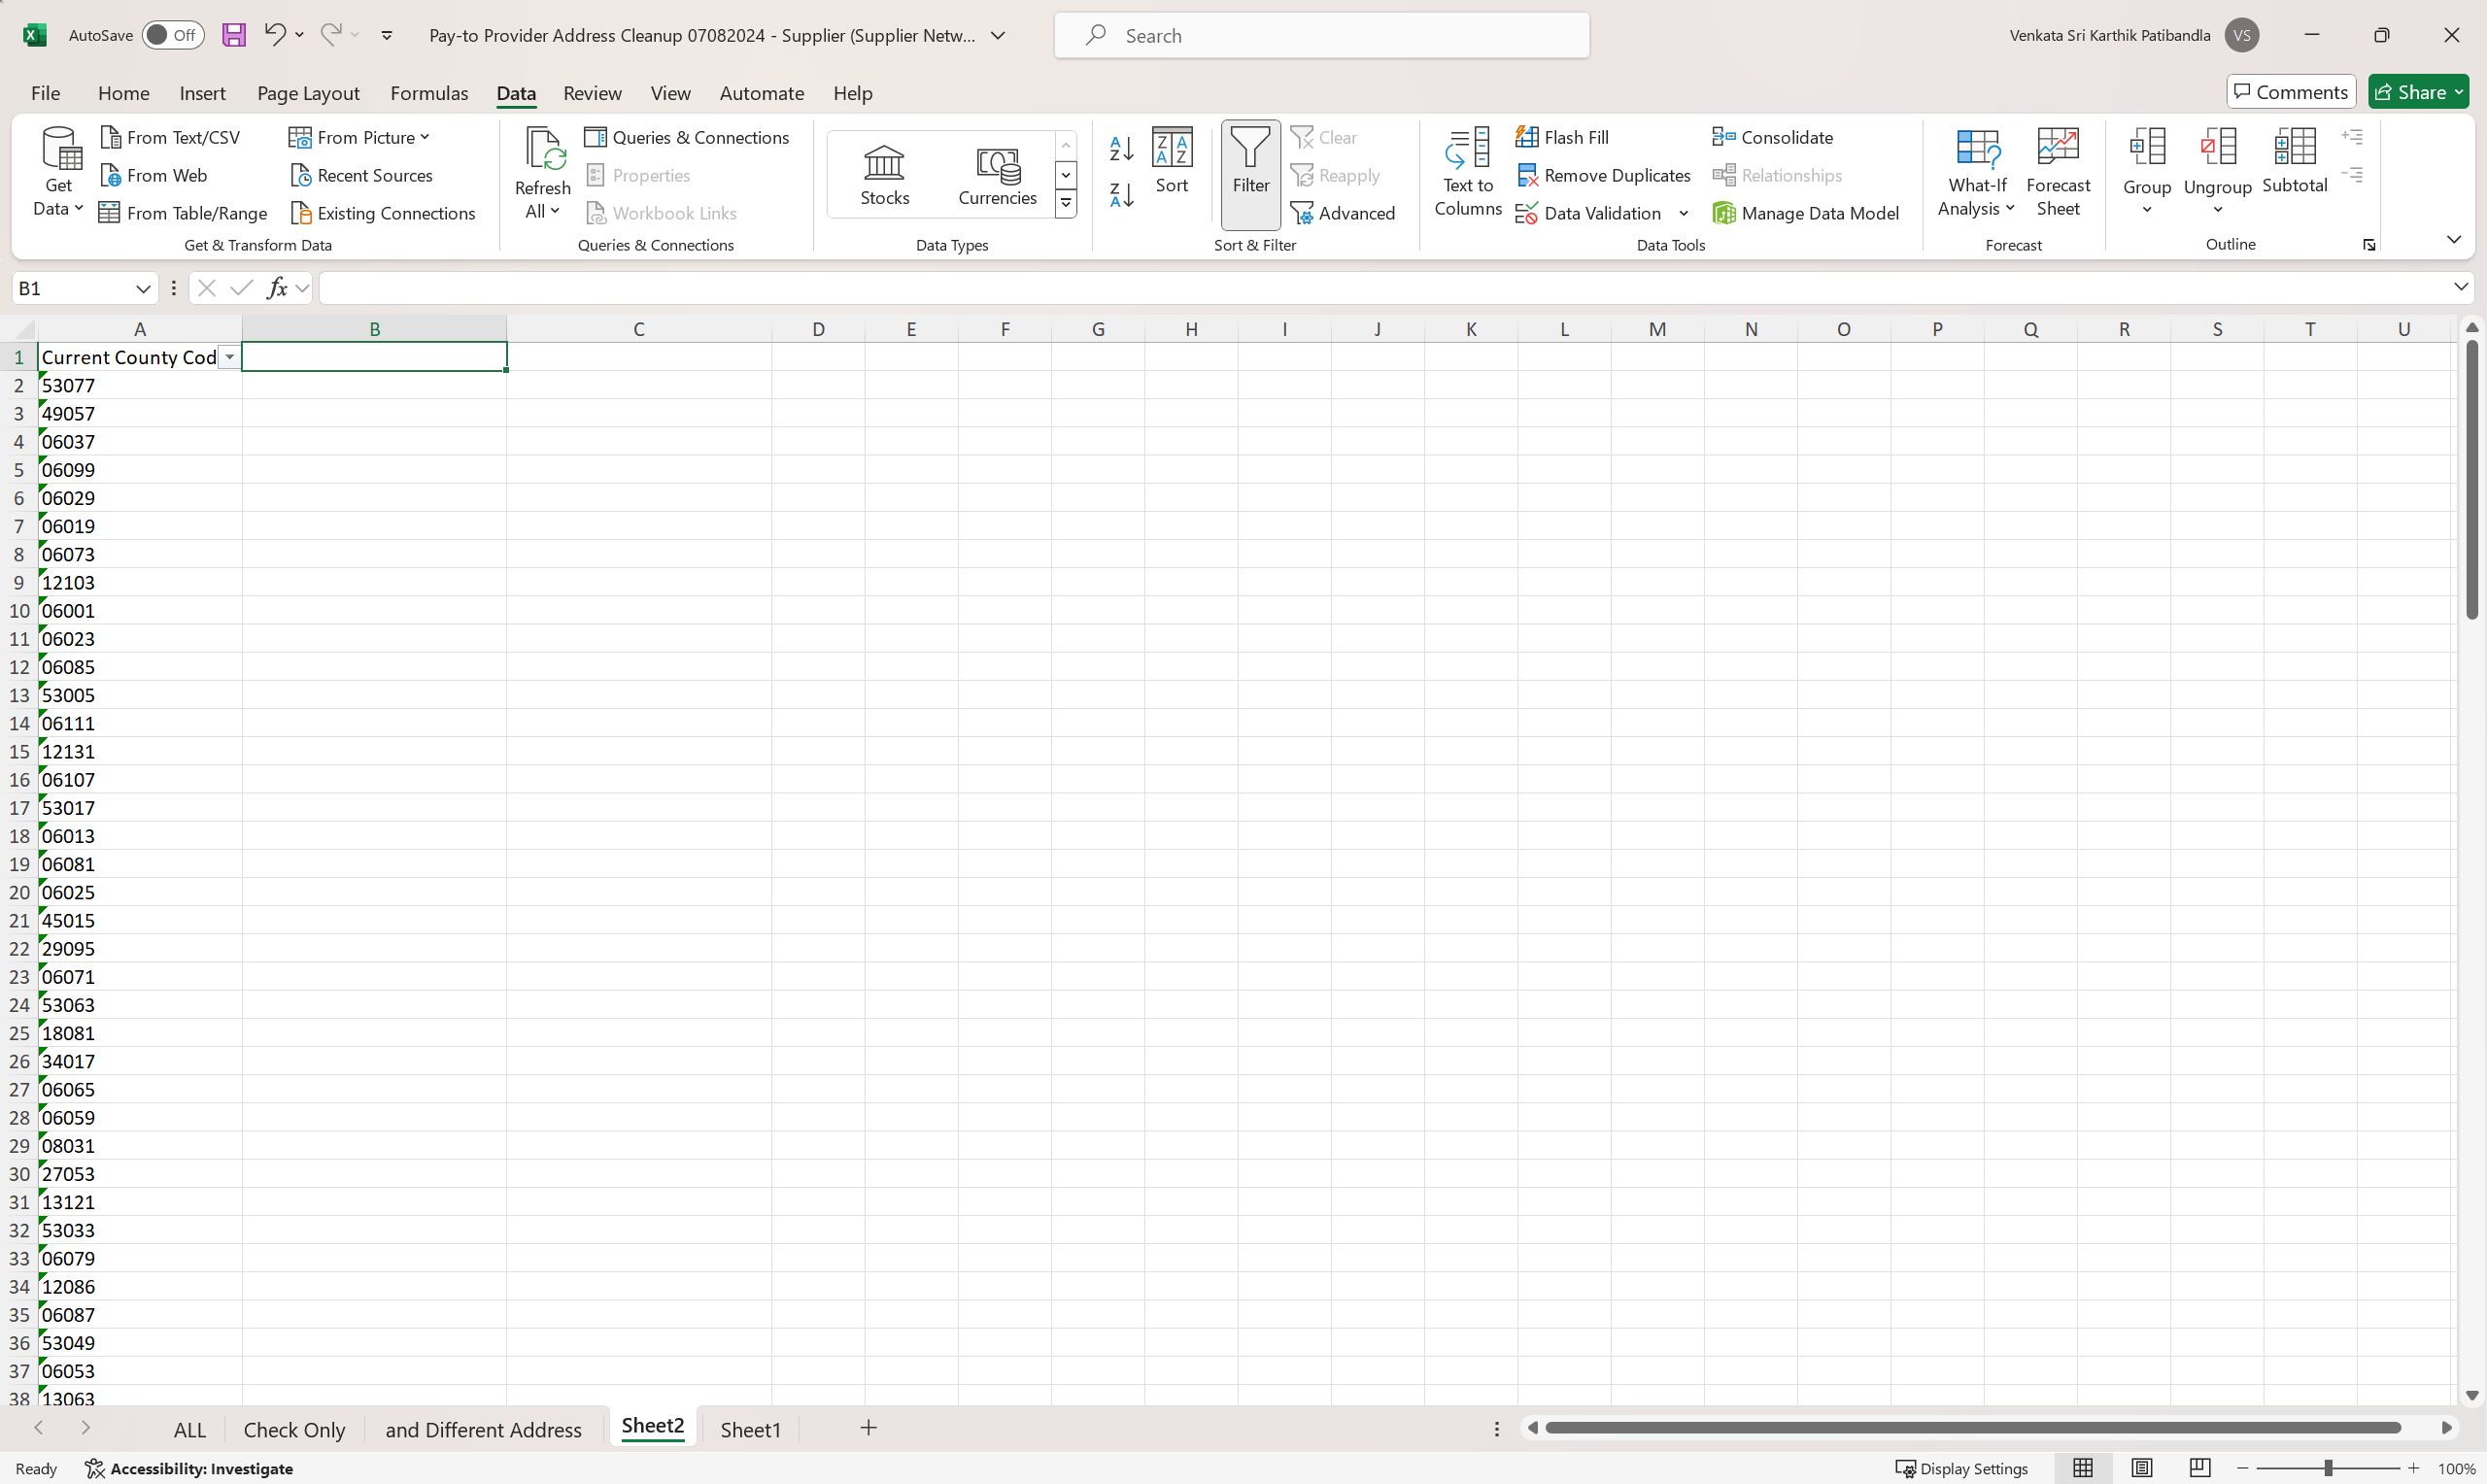 AutoSave Off Pay-to Provider Address Cleanup 07082024 - Supplier (Supplier Netw... Search Venkata Sri Karthik Patibandla VS
File Home Insert Page Layout Formulas Data Review View Automate Help Comments Share
Get Data From Text/CSV From Web From Table/Range From Picture Recent Sources Existing Connections
Get & Transform Data
Refresh All Queries & Connections Properties Workbook Links
Queries & Connections
Stocks Currencies
Data Types
Sort Filter Clear Reapply Advanced
Sort & Filter
Text to Columns Flash Fill Remove Duplicates Data Validation Consolidate Relationships Manage Data Model
Data Tools
What-If Analysis Forecast Sheet
Forecast
Group Ungroup Subtotal
Outline
B1 fx
A B C D E F G H I J K L M N O P Q R S T U
1 Current County Cod
2 53077
3 49057
4 06037
5 06099
6 06029
7 06019
8 06073
9 12103
10 06001
11 06023
12 06085
13 53005
14 06111
15 12131
16 06107
17 53017
18 06013
19 06081
20 06025
21 45015
22 29095
23 06071
24 53063
25 18081
26 34017
27 06065
28 06059
29 08031
30 27053
31 13121
32 53033
33 06079
34 12086
35 06087
36 53049
37 06053
38 13063
ALL Check Only and Different Address Sheet2 Sheet1
Ready Accessibility: Investigate Display Settings 100%